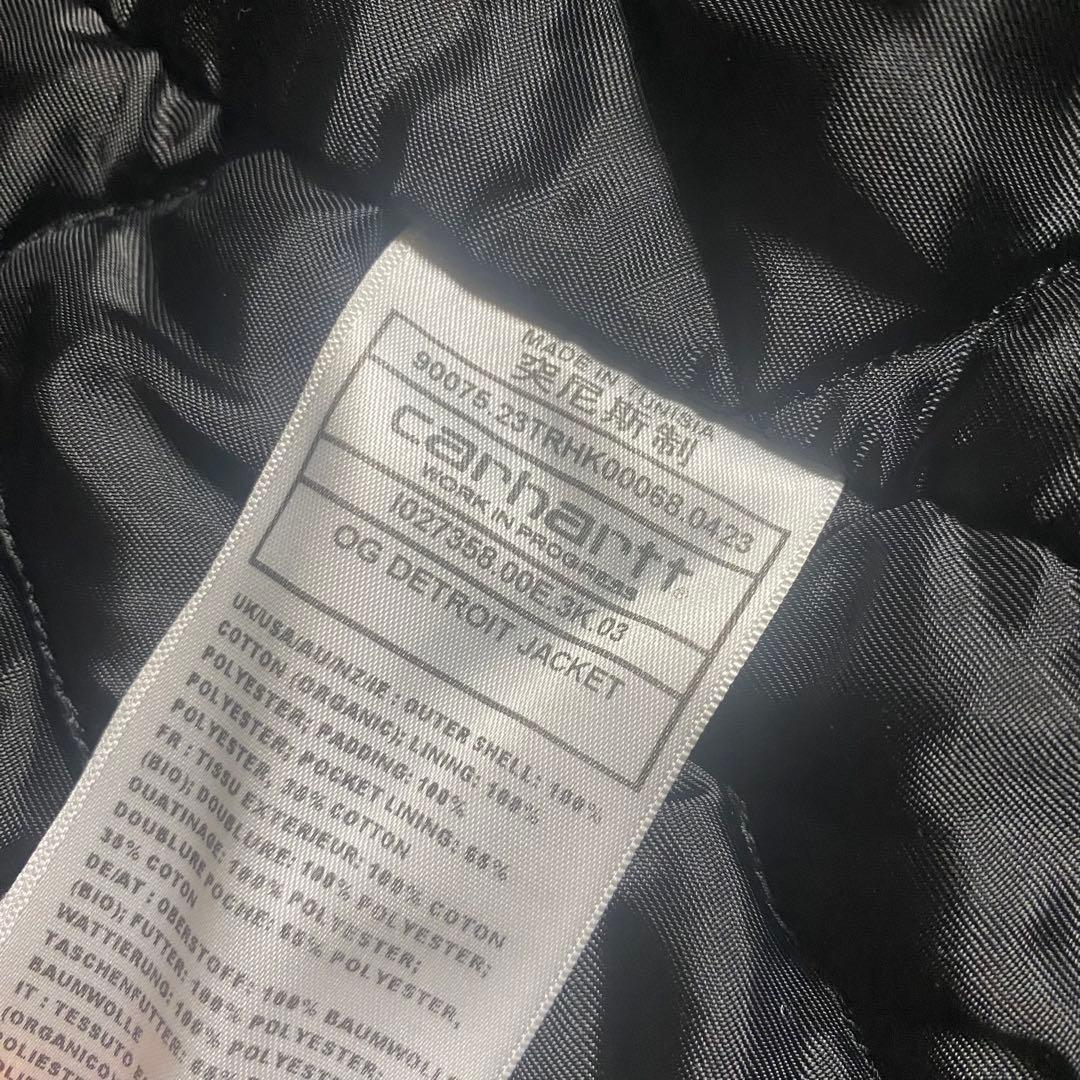 MADE IN TUNISIA
突尼斯制
90075.23TRHK00068.0423
carhartt
WORK IN PROGRESS
I027358.00E.3K.03
OG DETROIT JACKET
UK/USA/AU/NZ/IE : OUTER SHELL: 100%
COTTON (ORGANIC); LINING: 100%
POLYESTER; PADDING: 100%
POLYESTER; POCKET LINING: 65%
POLYESTER, 35% COTTON
FR : TISSU EXTERIEUR: 100% COTON
(BIO); DOUBLURE: 100% POLYESTER;
OUATINAGE: 100% POLYESTER;
DOUBLURE POCHE: 65% POLYESTER,
35% COTON
DE/AT : OBERSTOFF: 100% BAUMWOLLE
(BIO); FUTTER: 100% POLYESTER;
WATTIERUNG: 100% POLYESTER;
TASCHENFUTTER: 65%
BAUMWOLLE
IT : TESSUTO
(ORGANICO)